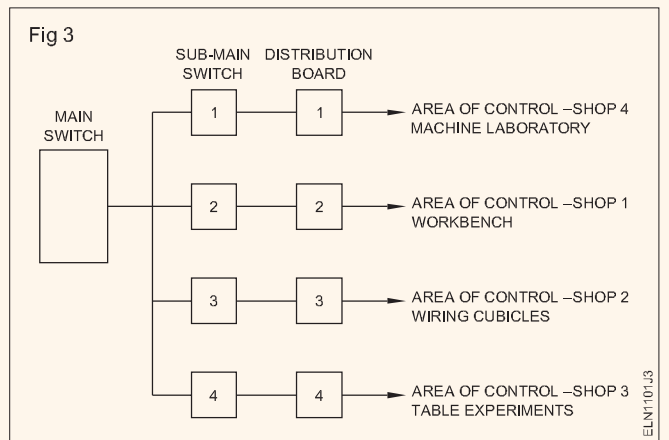 Fig 3
SUB-MAIN
SWITCH
DISTRIBUTION
BOARD
MAIN
SWITCH
1
1
AREA OF CONTROL –SHOP 4
MACHINE LABORATORY
2
2
AREA OF CONTROL –SHOP 1
WORKBENCH
3
3
AREA OF CONTROL –SHOP 2
WIRING CUBICLES
4
4
AREA OF CONTROL –SHOP 3
TABLE EXPERIMENTS
ELN1101J3